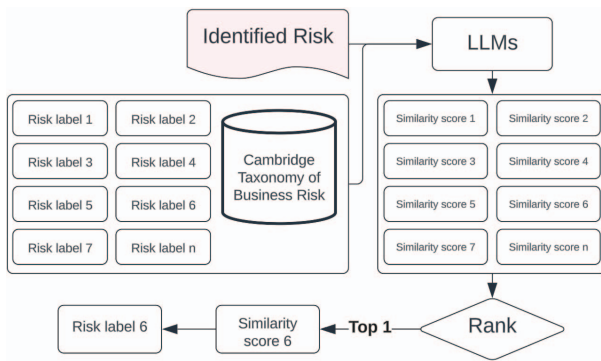 Identified Risk
LLMs
Risk label 1
Risk label 2
Risk label 3
Risk label 4
Risk label 5
Risk label 6
Risk label 7
Risk label n
Cambridge
Taxonomy of
Business Risk
Similarity score 1
Similarity score 2
Similarity score 3
Similarity score 4
Similarity score 5
Similarity score 6
Similarity score 7
Similarity score n
Risk label 6
Similarity
score 6
Top 1
Rank